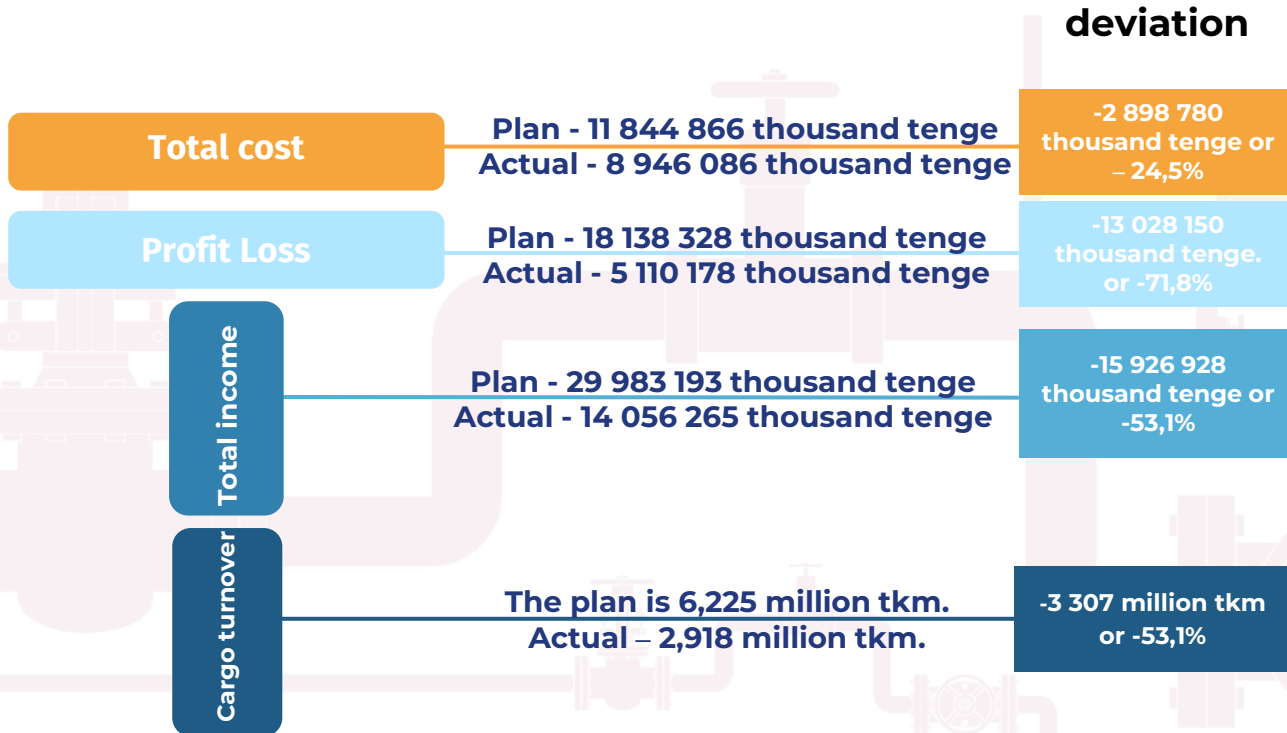 deviation
Total cost
Plan - 11 844 866 thousand tenge
Actual - 8 946 086 thousand tenge
-2 898 780
thousand tenge or
– 24,5%
Profit Loss
Plan - 18 138 328 thousand tenge
Actual - 5 110 178 thousand tenge
-13 028 150
thousand tenge.
or -71,8%
Total income
Plan - 29 983 193 thousand tenge
Actual - 14 056 265 thousand tenge
-15 926 928
thousand tenge or
-53,1%
Cargo turnover
The plan is 6,225 million tkm.
Actual – 2,918 million tkm.
-3 307 million tkm
or -53,1%